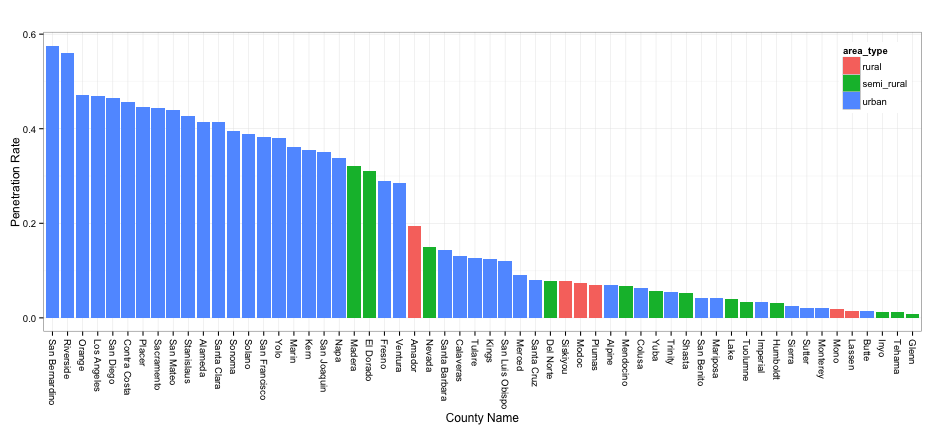 0.6
0.4
0.2
0.0
Penetration Rate
area_type
rural
semi_rural
urban
San Bernardino
Riverside
Orange
Los Angeles
San Diego
Contra Costa
Placer
Sacramento
San Mateo
Stanislaus
Alameda
Santa Clara
Sonoma
Solano
San Francisco
Yolo
Marin
Kern
San Joaquin
Napa
Madera
El Dorado
Fresno
Ventura
Amador
Nevada
Santa Barbara
Calaveras
Tulare
Kings
San Luis Obispo
Merced
Santa Cruz
Del Norte
Siskiyou
Modoc
Plumas
Alpine
Mendocino
Colusa
Yuba
Trinity
Shasta
San Benito
Mariposa
Lake
Tuolumne
Imperial
Humboldt
Sierra
Sutter
Monterey
Mono
Lassen
Butte
Inyo
Tehama
Glenn
County Name